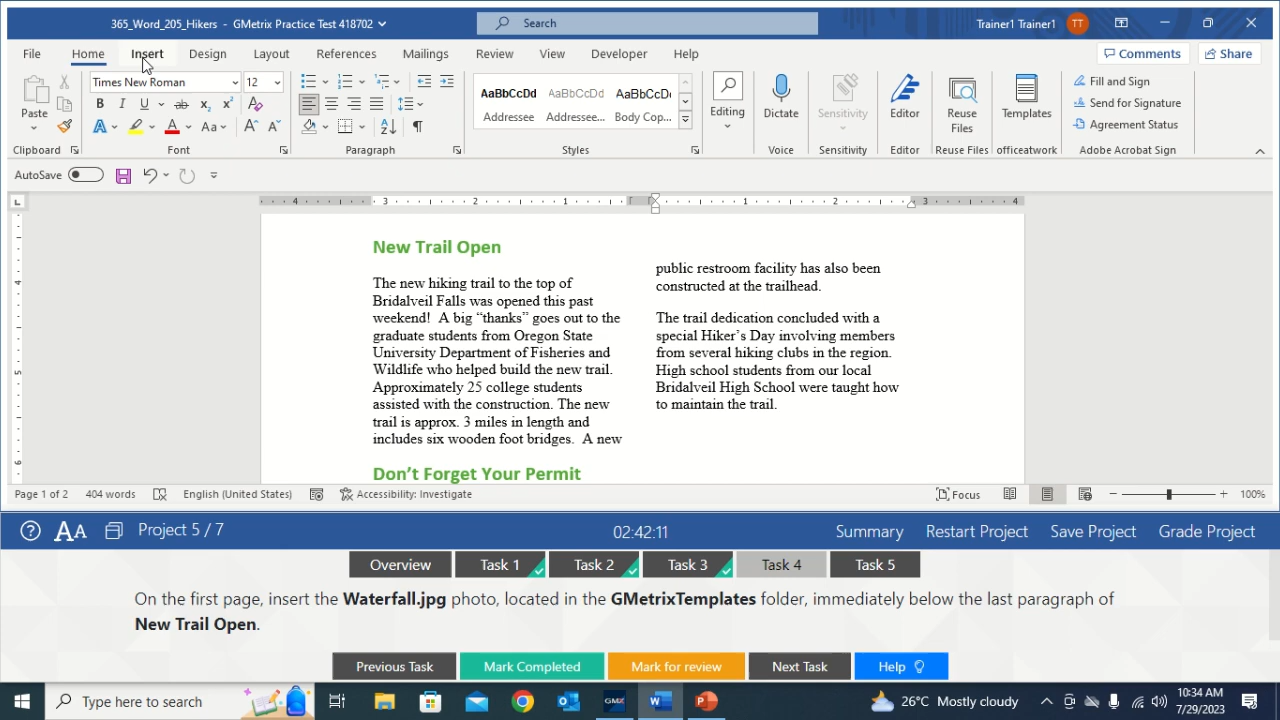 365_Word_205_Hikers - GMetrix Practice Test 418702
Search
Trainer1 Trainer1 TT
File Home Insert Design Layout References Mailings Review View Developer Help
Comments Share
Paste
Clipboard
Times New Roman 12
Font
Paragraph
AaBbCcDd AaBbCcDd AaBbCcDc
Addressee Addressee... Body Cop...
Styles
Editing
Dictate
Voice
Sensitivity
Sensitivity
Editor
Editor
Reuse
Files
Reuse Files
Templates
officeatwork
Fill and Sign
Send for Signature
Agreement Status
Adobe Acrobat Sign
AutoSave
New Trail Open
The new hiking trail to the top of
Bridalveil Falls was opened this past
weekend!  A big “thanks” goes out to the
graduate students from Oregon State
University Department of Fisheries and
Wildlife who helped build the new trail.
Approximately 25 college students
assisted with the construction. The new
trail is approx. 3 miles in length and
includes six wooden foot bridges.  A new
public restroom facility has also been
constructed at the trailhead.
The trail dedication concluded with a
special Hiker’s Day involving members
from several hiking clubs in the region.
High school students from our local
Bridalveil High School were taught how
to maintain the trail.
Don’t Forget Your Permit
Page 1 of 2 404 words English (United States) Accessibility: Investigate Focus 100%
Project 5 / 7 02:42:11 Summary Restart Project Save Project Grade Project
Overview Task 1 Task 2 Task 3 Task 4 Task 5
On the first page, insert the Waterfall.jpg photo, located in the GMetrixTemplates folder, immediately below the last paragraph of
New Trail Open.
Previous Task Mark Completed Mark for review Next Task Help
Type here to search
26°C Mostly cloudy
10:34 AM
7/29/2023